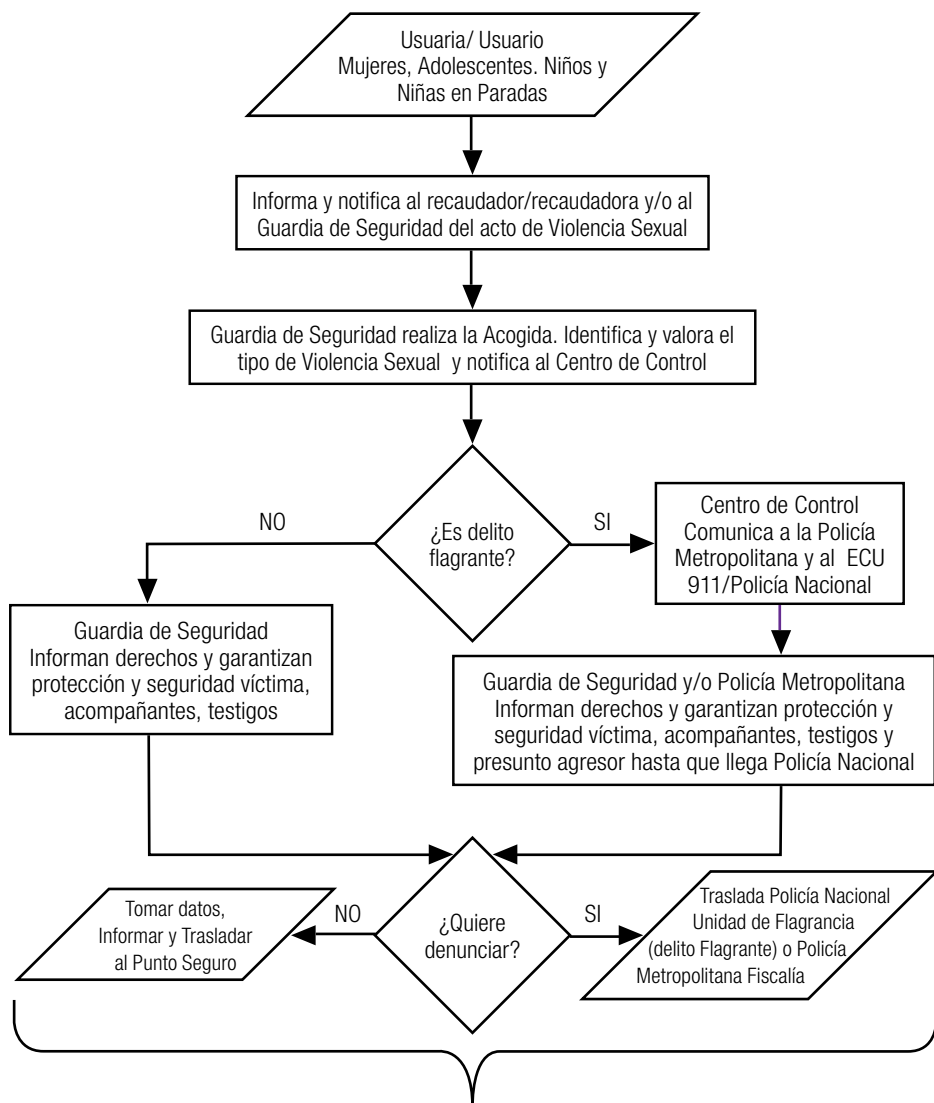 Usuaria/ Usuario
Mujeres, Adolescentes. Niños y
Niñas en Paradas
Informa y notifica al recaudador/recaudadora y/o al
Guardia de Seguridad del acto de Violencia Sexual
Guardia de Seguridad realiza la Acogida. Identifica y valora el
tipo de Violencia Sexual y notifica al Centro de Control
¿Es delito
flagrante?
NO
SI
Centro de Control
Comunica a la Policía
Metropolitana y al ECU
911/Policía Nacional
Guardia de Seguridad
Informan derechos y garantizan
protección y seguridad víctima,
acompañantes, testigos
Guardia de Seguridad y/o Policía Metropolitana
Informan derechos y garantizan protección y
seguridad víctima, acompañantes, testigos y
presunto agresor hasta que llega Policía Nacional
¿Quiere
denunciar?
NO
SI
Tomar datos,
Informar y Trasladar
al Punto Seguro
Traslada Policía Nacional
Unidad de Flagrancia
(delito Flagrante) o Policía
Metropolitana Fiscalía